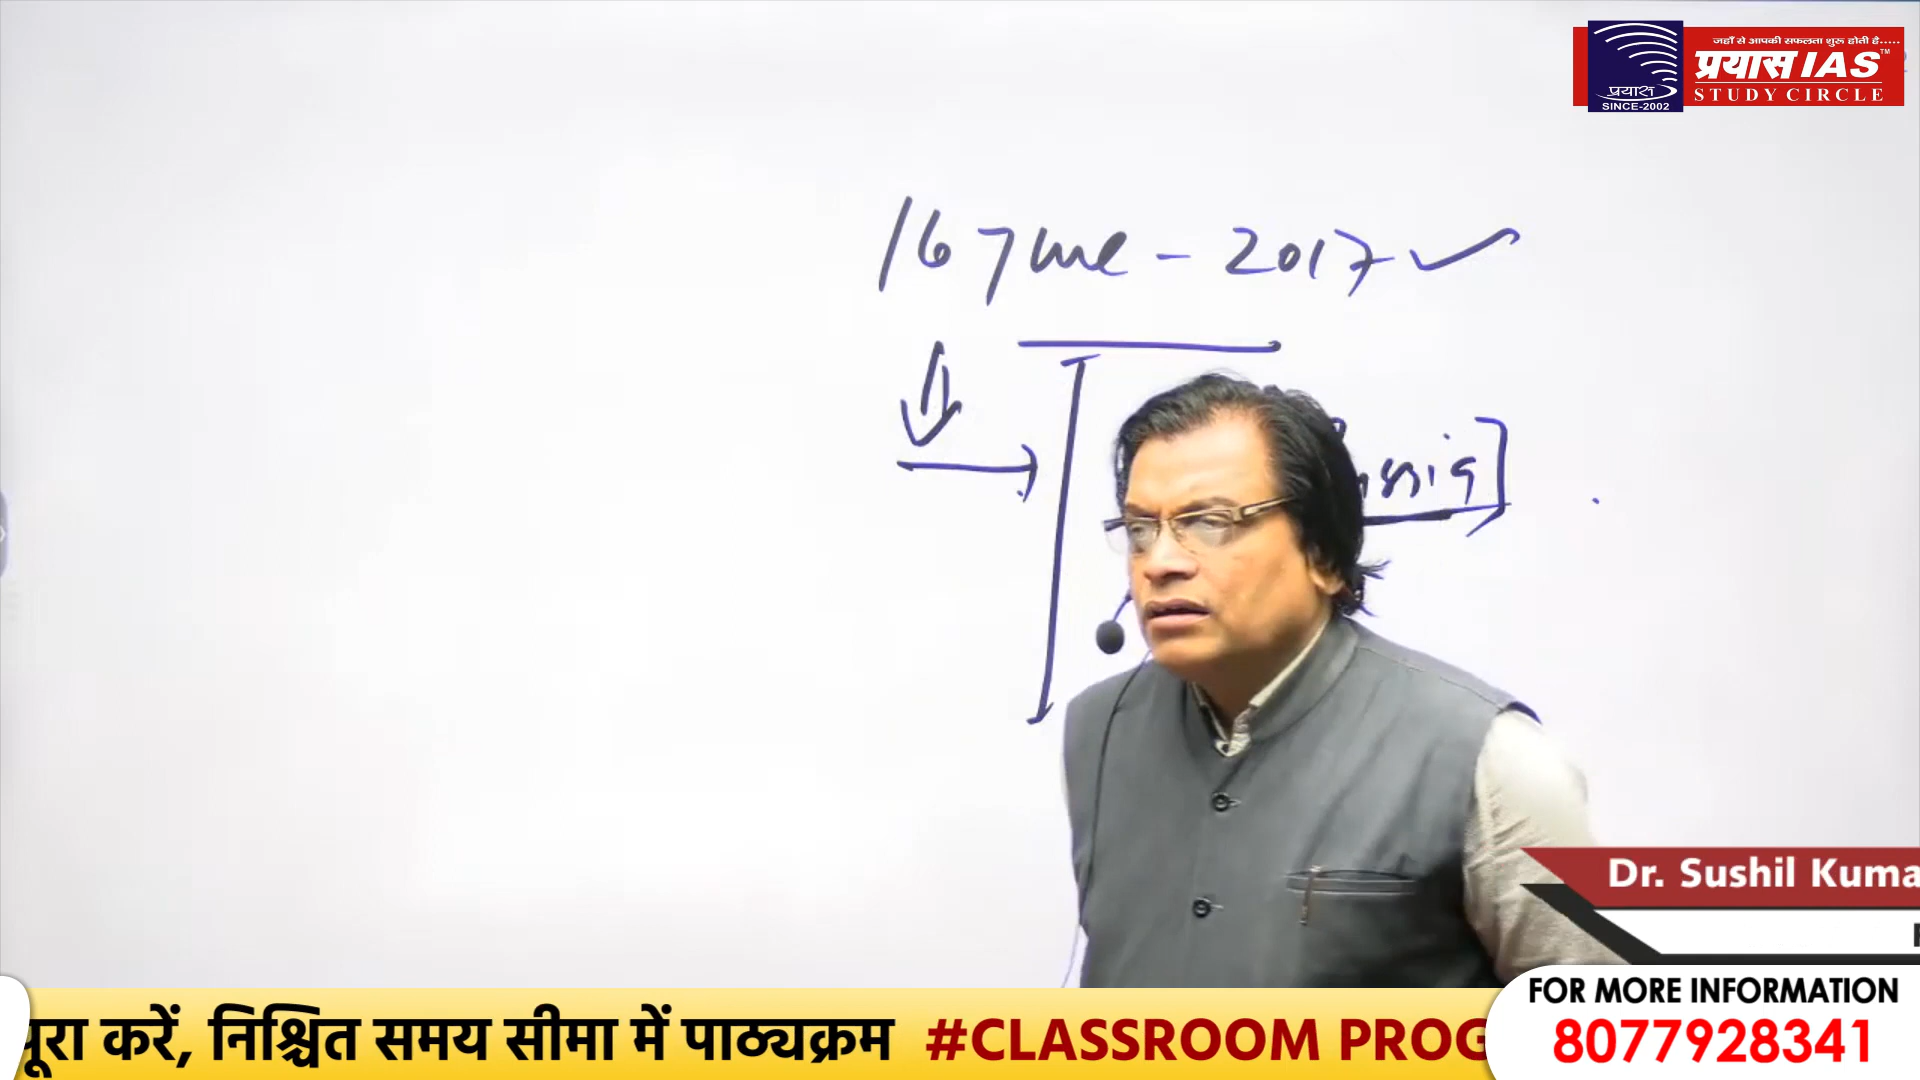 जहाँ से आपकी सफलता शुरू होती है.....
प्रयास IAS TM
STUDY CIRCLE
प्रयास
SINCE-2002
16 June - 2017
Dr. Sushil Kuma
पूरा करें, निश्चित समय सीमा में पाठ्यक्रम #CLASSROOM PROG
FOR MORE INFORMATION
8077928341